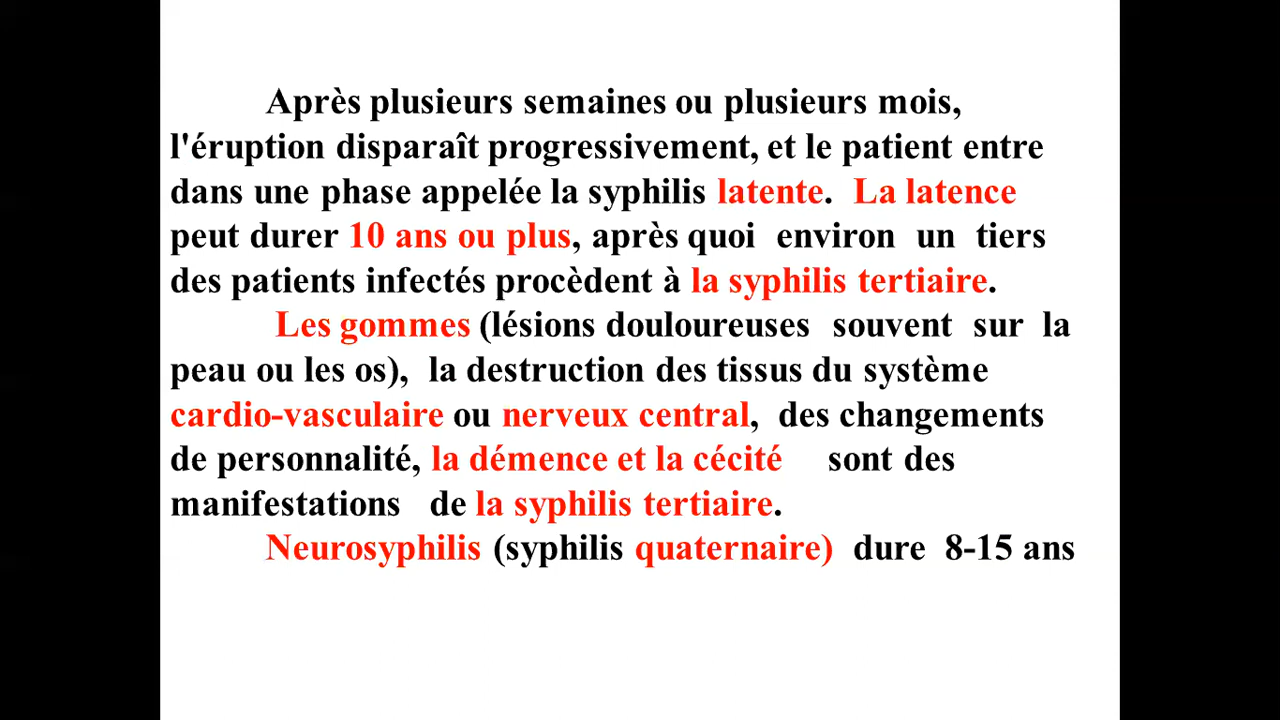 Après plusieurs semaines ou plusieurs mois,
l'éruption disparaît progressivement, et le patient entre
dans une phase appelée la syphilis latente. La latence
peut durer 10 ans ou plus, après quoi environ un tiers
des patients infectés procèdent à la syphilis tertiaire.
Les gommes (lésions douloureuses souvent sur la
peau ou les os), la destruction des tissus du système
cardio-vasculaire ou nerveux central, des changements
de personnalité, la démence et la cécité sont des
manifestations de la syphilis tertiaire.
Neurosyphilis (syphilis quaternaire) dure 8-15 ans